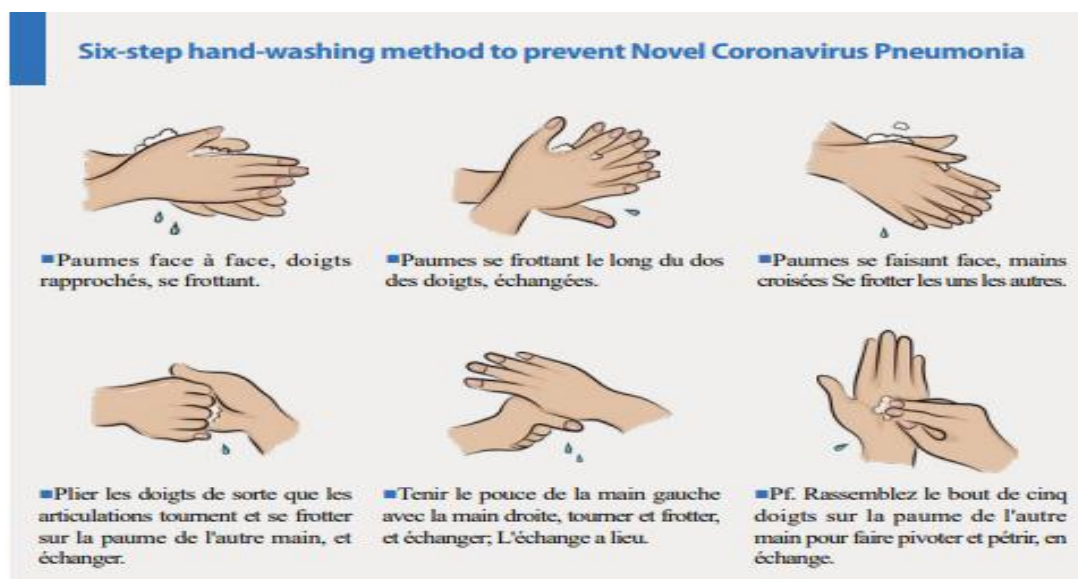 Six-step hand-washing method to prevent Novel Coronavirus Pneumonia
■Paumes face à face, doigts
rapprochés, se frottant.
■Paumes se frottant le long du dos
des doigts, échangées.
■Paumes se faisant face, mains
croisées Se frotter les uns les autres.
■Plier les doigts de sorte que les
articulations tournent et se frotter
sur la paume de l'autre main, et
échanger.
■Tenir le pouce de la main gauche
avec la main droite, tourner et frotter,
et échanger; L'échange a lieu.
■Pf. Rassemblez le bout de cinq
doigts sur la paume de l'autre
main pour faire pivoter et pétrir, en
échange.